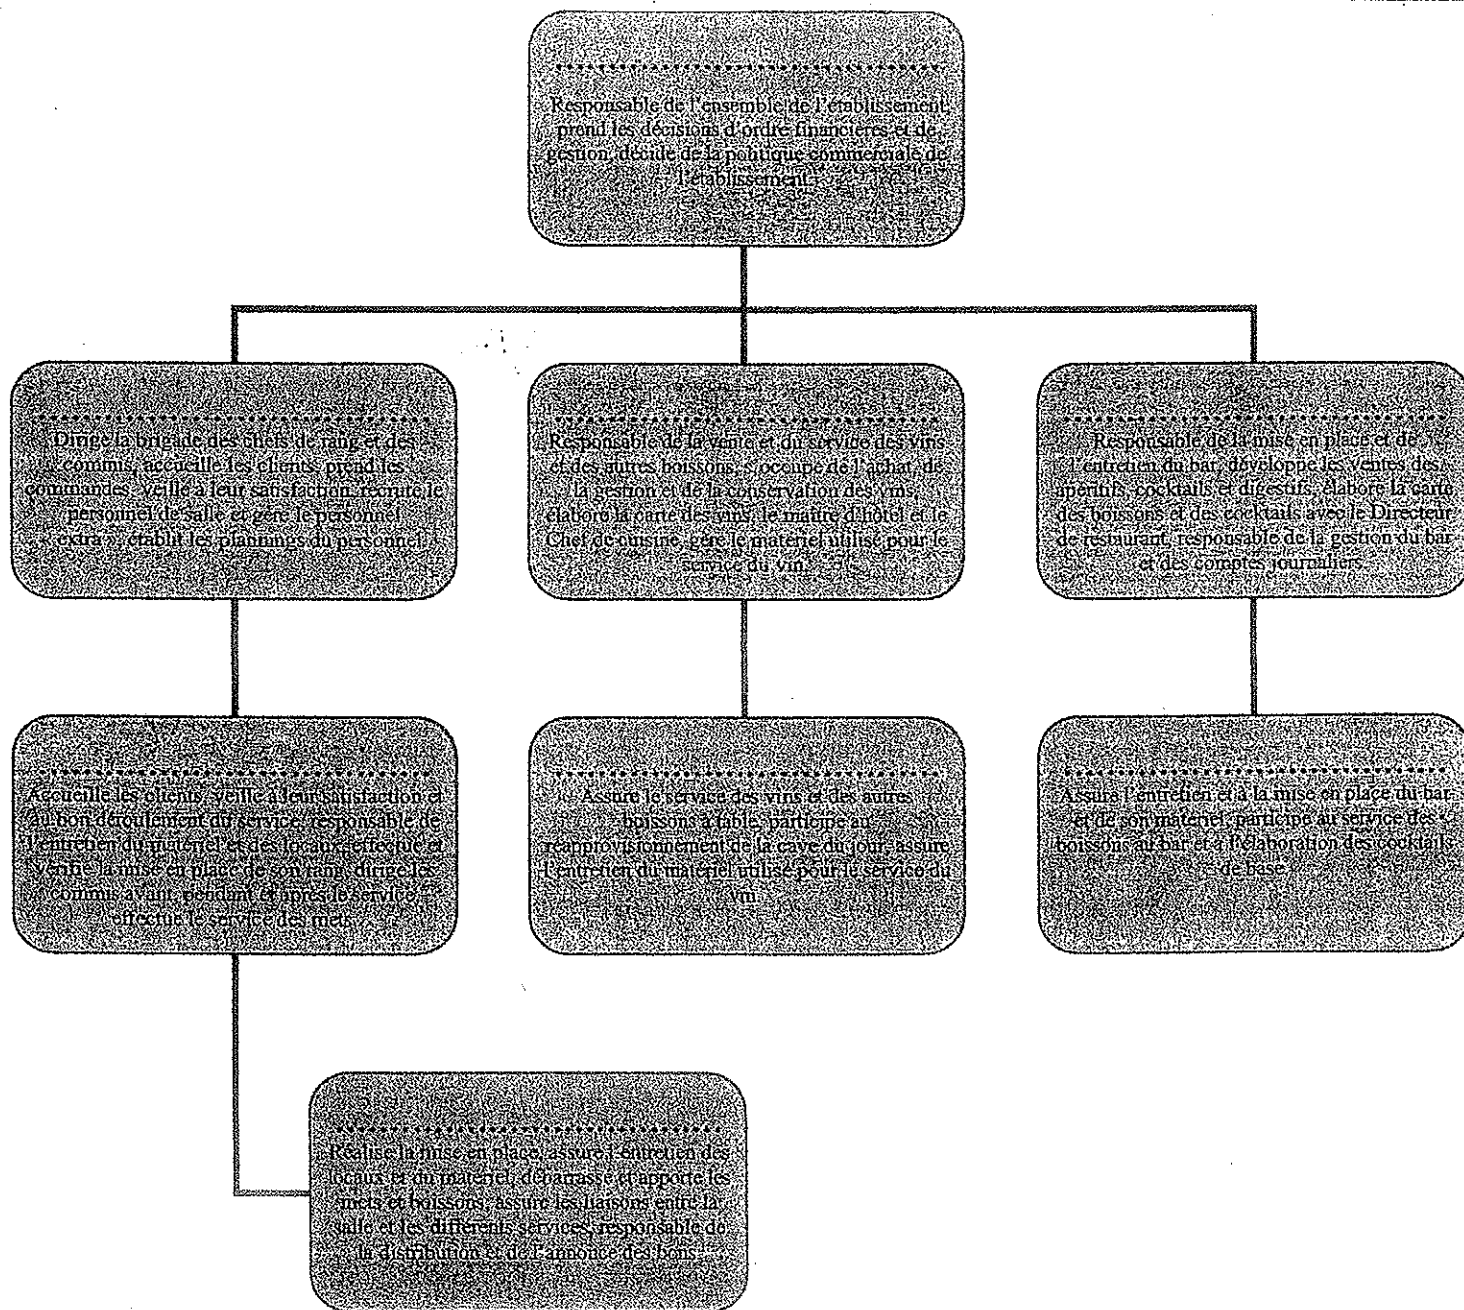 Responsable de l'ensemble de l'établissement,
prend les décisions d'ordre financières et de
gestion, décide de la politique commerciale de
l'établissement.
Dirige la brigade des chefs de rang et des
commis, accueille les clients, prend les
commandes, veille à leur satisfaction, recrute le
personnel de salle et gère le personnel
« extra », établit les plannings du personnel.
Responsable de la vente et du service des vins
et des autres boissons, s'occupe de l'achat, de
la gestion et de la conservation des vins,
élabore la carte des vins, le maître d'hôtel et le
Chef de cuisine, gère le matériel utilisé pour le
service du vin.
Responsable de la mise en place et de
l'entretien du bar, développe les ventes des
apéritifs, cocktails et digestifs, élabore la carte
des boissons et des cocktails avec le Directeur
de restaurant, responsable de la gestion du bar
et des comptes journaliers.
Accueille les clients, veille à leur satisfaction et
au bon déroulement du service, responsable de
l'entretien du matériel et des locaux, effectue et
vérifie la mise en place de son rang, dirige les
commis avant, pendant et après le service,
effectue le service des mets.
Assure le service des vins et des autres
boissons à table, participe au
réapprovisionnement de la cave du jour, assure
l'entretien du matériel utilisé pour le service du
vin
Assure l'entretien et à la mise en place du bar
et de son matériel, participe au service des
boissons au bar et à l'élaboration des cocktails
de base
Réalise la mise en place, assure l'entretien des
locaux et du matériel, débarrasse et apporte les
mets et boissons, assure les liaisons entre la
salle et les différents services, responsable de
la distribution et de l'annonce des bons.